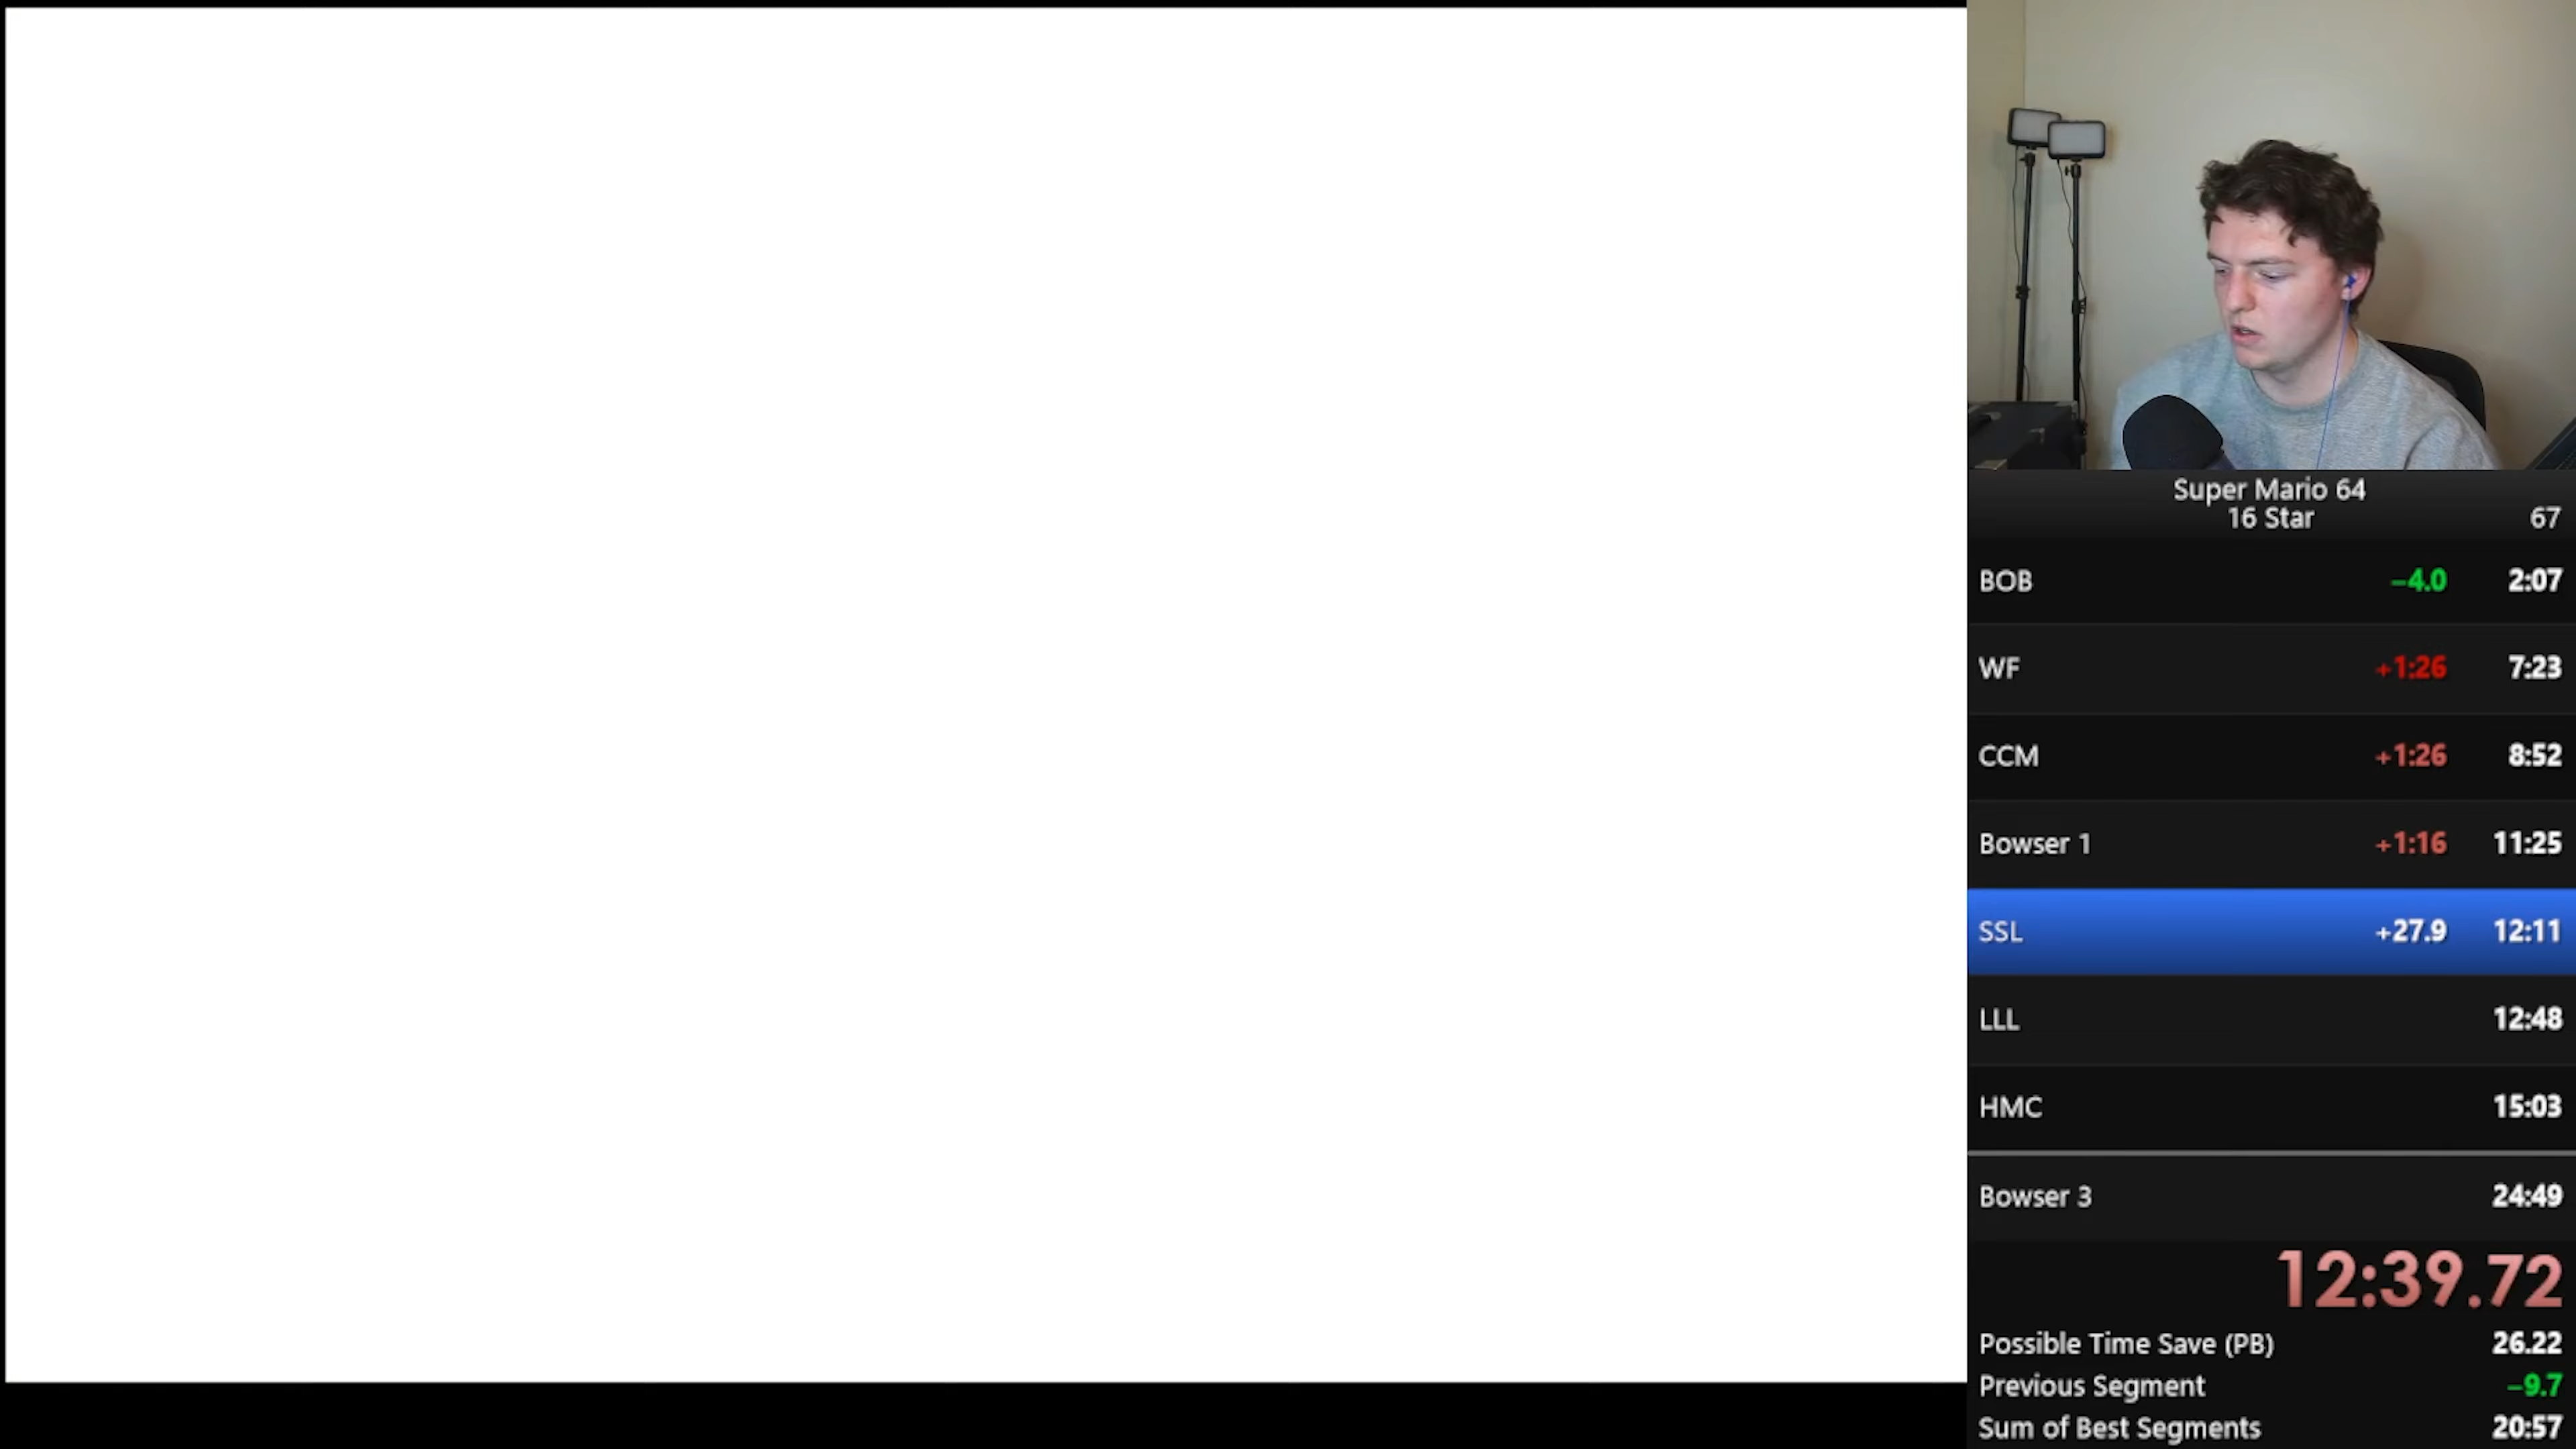 Super Mario 64
16 Star 67
BOB −4.0 2:07
WF +1:26 7:23
CCM +1:26 8:52
Bowser 1 +1:16 11:25
SSL +27.9 12:11
LLL 12:48
HMC 15:03
Bowser 3 24:49
12:39.72
Possible Time Save (PB) 26.22
Previous Segment −9.7
Sum of Best Segments 20:57